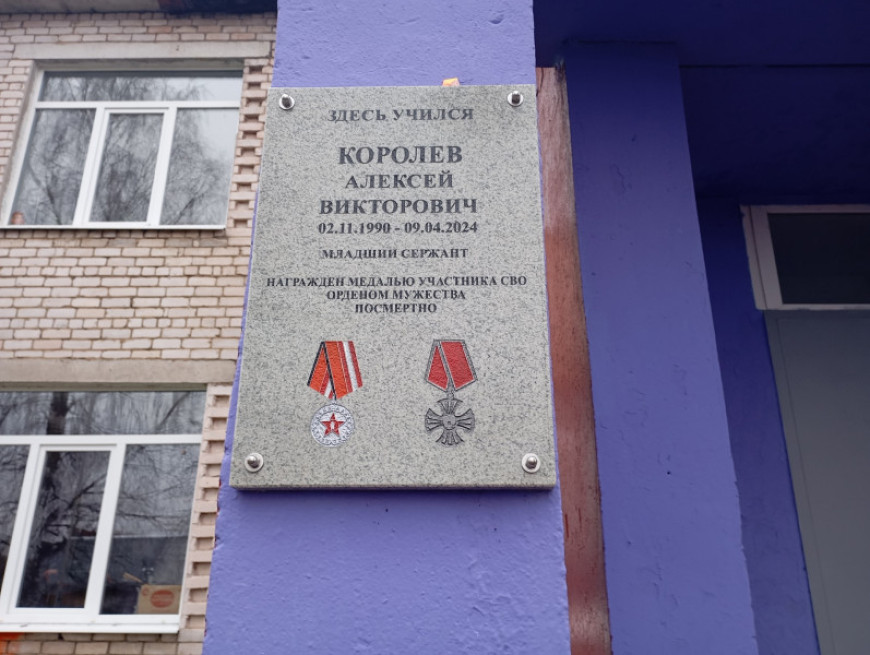 ЗДЕСЬ УЧИЛСЯ
КОРОЛЕВ
АЛЕКСЕЙ
ВИКТОРОВИЧ
02.11.1990 - 09.04.2024
МЛАДШИЙ СЕРЖАНТ
НАГРАЖДЕН МЕДАЛЬЮ УЧАСТНИКА СВО
ОРДЕНОМ МУЖЕСТВА
ПОСМЕРТНО